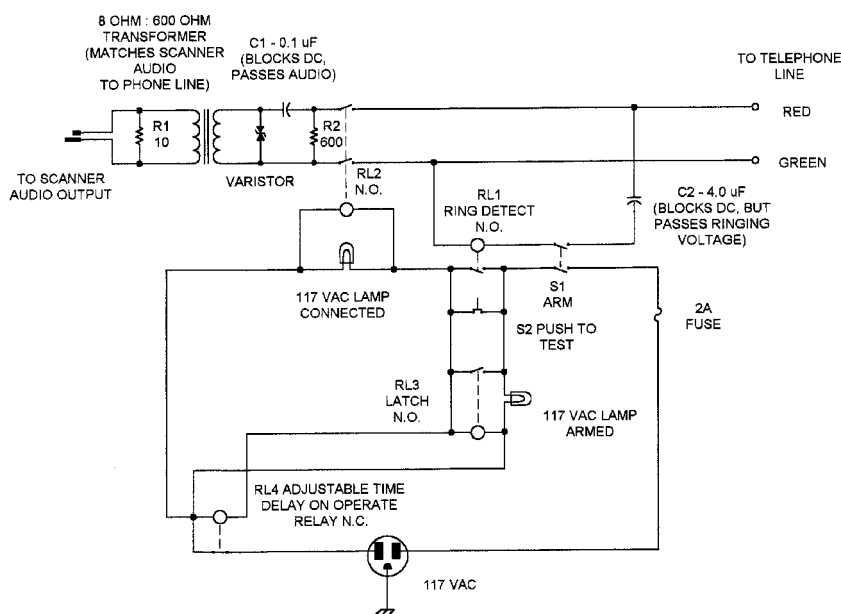 8 OHM : 600 OHM
TRANSFORMER
(MATCHES SCANNER
AUDIO
TO PHONE LINE)
C1 - 0.1 uF
(BLOCKS DC,
PASSES AUDIO)
TO TELEPHONE
LINE
RED
GREEN
R1
10
R2
600
TO SCANNER
AUDIO OUTPUT
VARISTOR
RL2
N.O.
RL1
RING DETECT
N.O.
C2 - 4.0 uF
(BLOCKS DC, BUT
PASSES RINGING
VOLTAGE)
117 VAC LAMP
CONNECTED
S1
ARM
S2 PUSH TO
TEST
2A
FUSE
RL3
LATCH
N.O.
117 VAC LAMP
ARMED
RL4 ADJUSTABLE TIME
DELAY ON OPERATE
RELAY N.C.
117 VAC